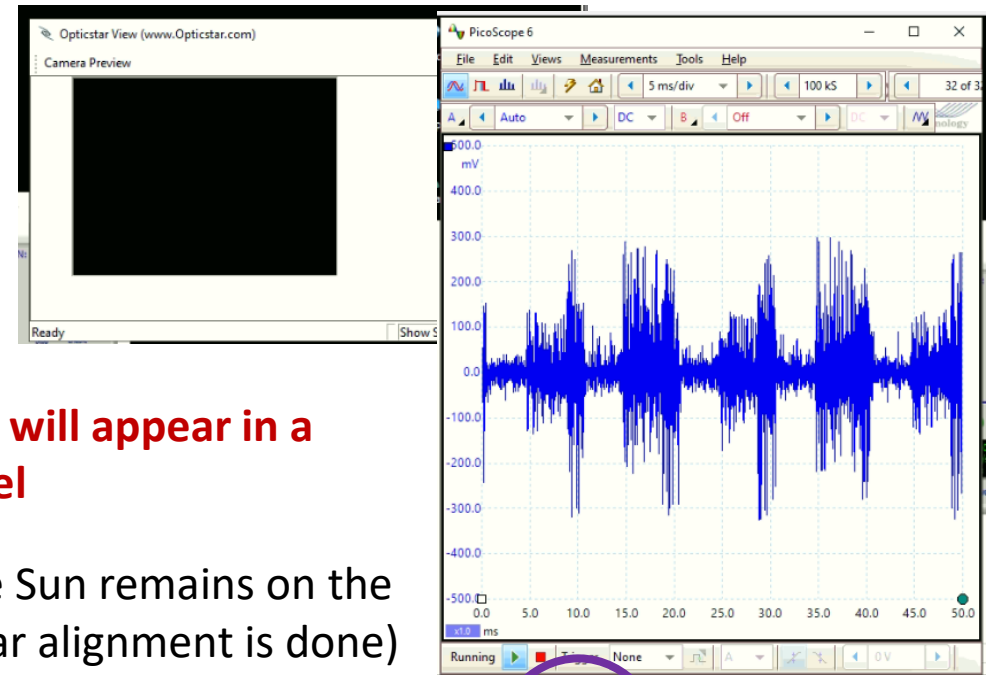 Opticstar View (www.Opticstar.com)
Camera Preview
Ready
Show S
PicoScope 6
File Edit Views Measurements Tools Help
5 ms/div 100 kS 32 of 3
A Auto DC B Off DC
500.0
mV
400.0
300.0
200.0
100.0
0.0
-100.0
-200.0
-300.0
-400.0
-500.0
0.0 5.0 10.0 15.0 20.0 25.0 30.0 35.0 40.0 45.0 50.0
x1.0 ms
Running Trigger None A 0 V
will appear in a
el
e Sun remains on the
ar alignment is done)